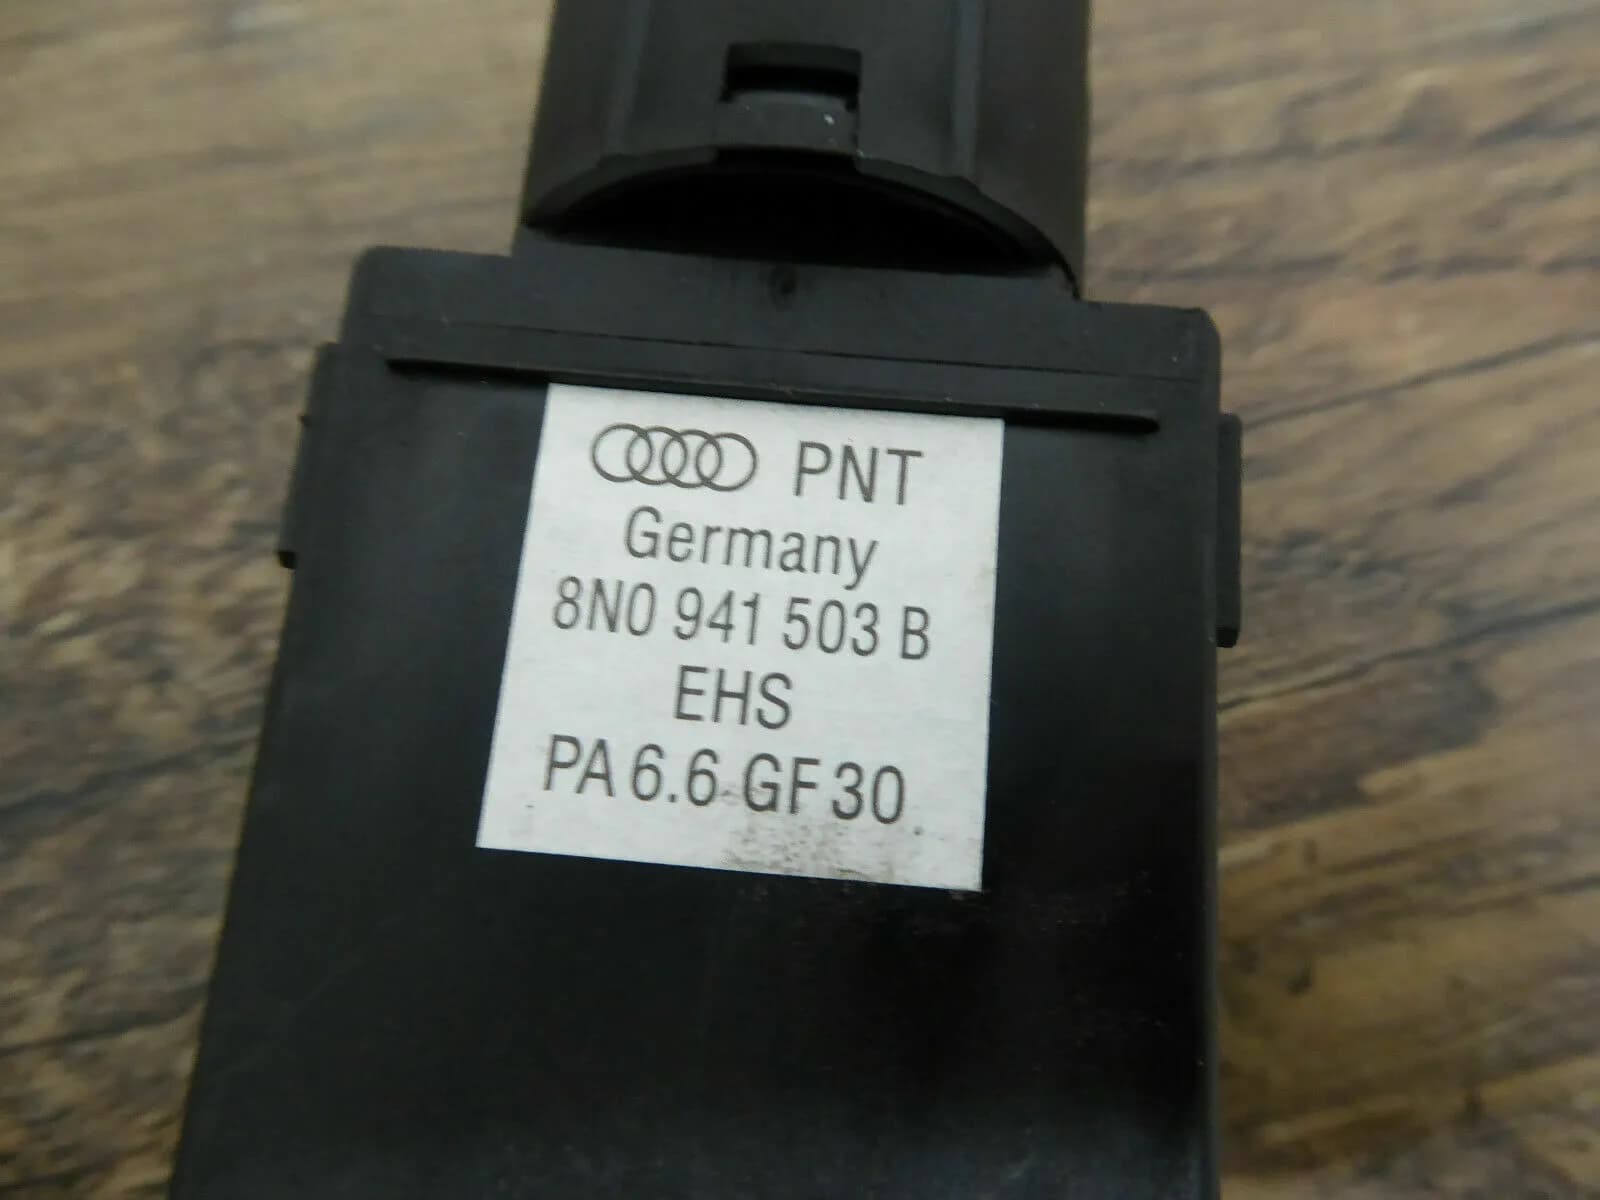 PNT
Germany
8N0 941 503 B
EHS
PA 6.6 GF 30